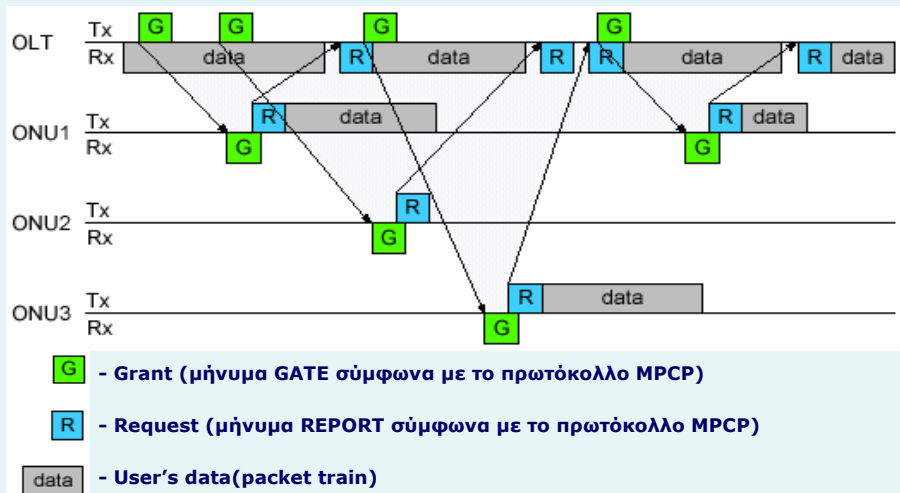 Tx G G G G
OLT
Rx data R data R R data R data
Tx R data R data
ONU1
Rx G G
Tx R
ONU2
Rx G
Tx R data
ONU3
Rx G
G - Grant (μήνυμα GATE σύμφωνα με το πρωτόκολλο MPCP)
R - Request (μήνυμα REPORT σύμφωνα με το πρωτόκολλο MPCP)
data - User's data(packet train)